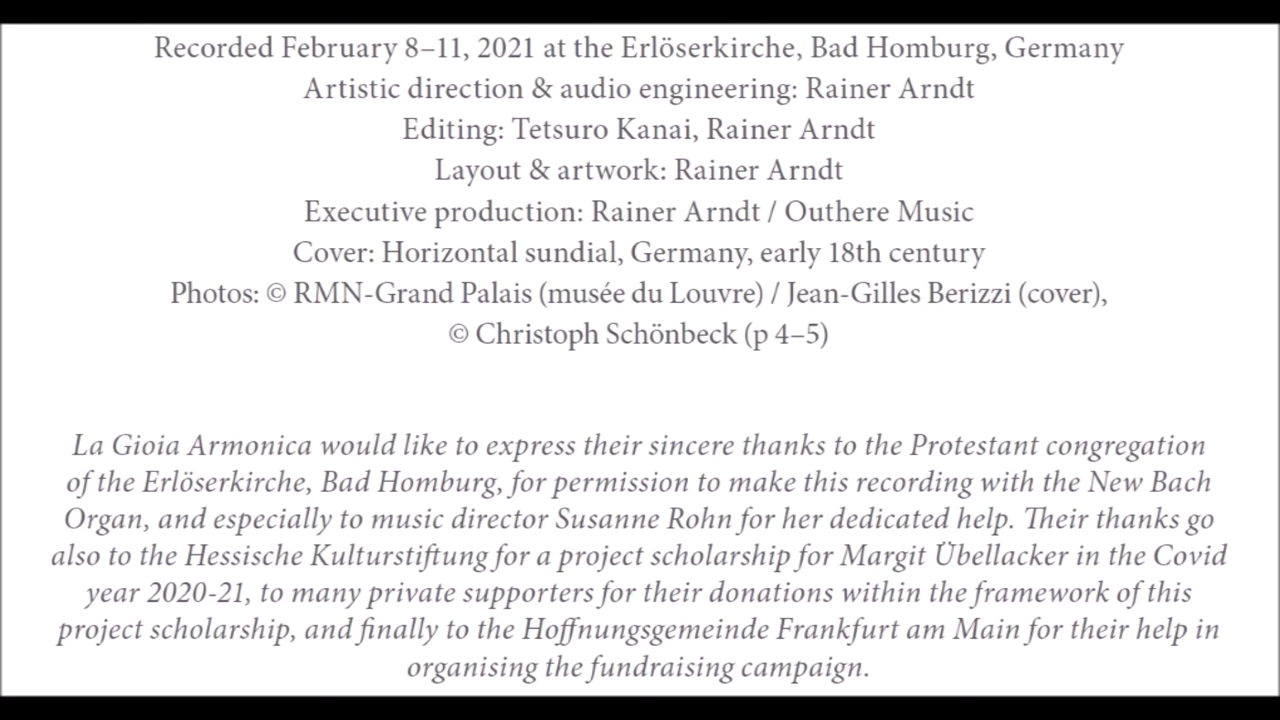 Recorded February 8–11, 2021 at the Erlöserkirche, Bad Homburg, Germany
Artistic direction & audio engineering: Rainer Arndt
Editing: Tetsuro Kanai, Rainer Arndt
Layout & artwork: Rainer Arndt
Executive production: Rainer Arndt / Outhere Music
Cover: Horizontal sundial, Germany, early 18th century
Photos: © RMN-Grand Palais (musée du Louvre) / Jean-Gilles Berizzi (cover),
© Christoph Schönbeck (p 4–5)
La Gioia Armonica would like to express their sincere thanks to the Protestant congregation
of the Erlöserkirche, Bad Homburg, for permission to make this recording with the New Bach
Organ, and especially to music director Susanne Rohn for her dedicated help. Their thanks go
also to the Hessische Kulturstiftung for a project scholarship for Margit Übellacker in the Covid
year 2020-21, to many private supporters for their donations within the framework of this
project scholarship, and finally to the Hoffnungsgemeinde Frankfurt am Main for their help in
organising the fundraising campaign.